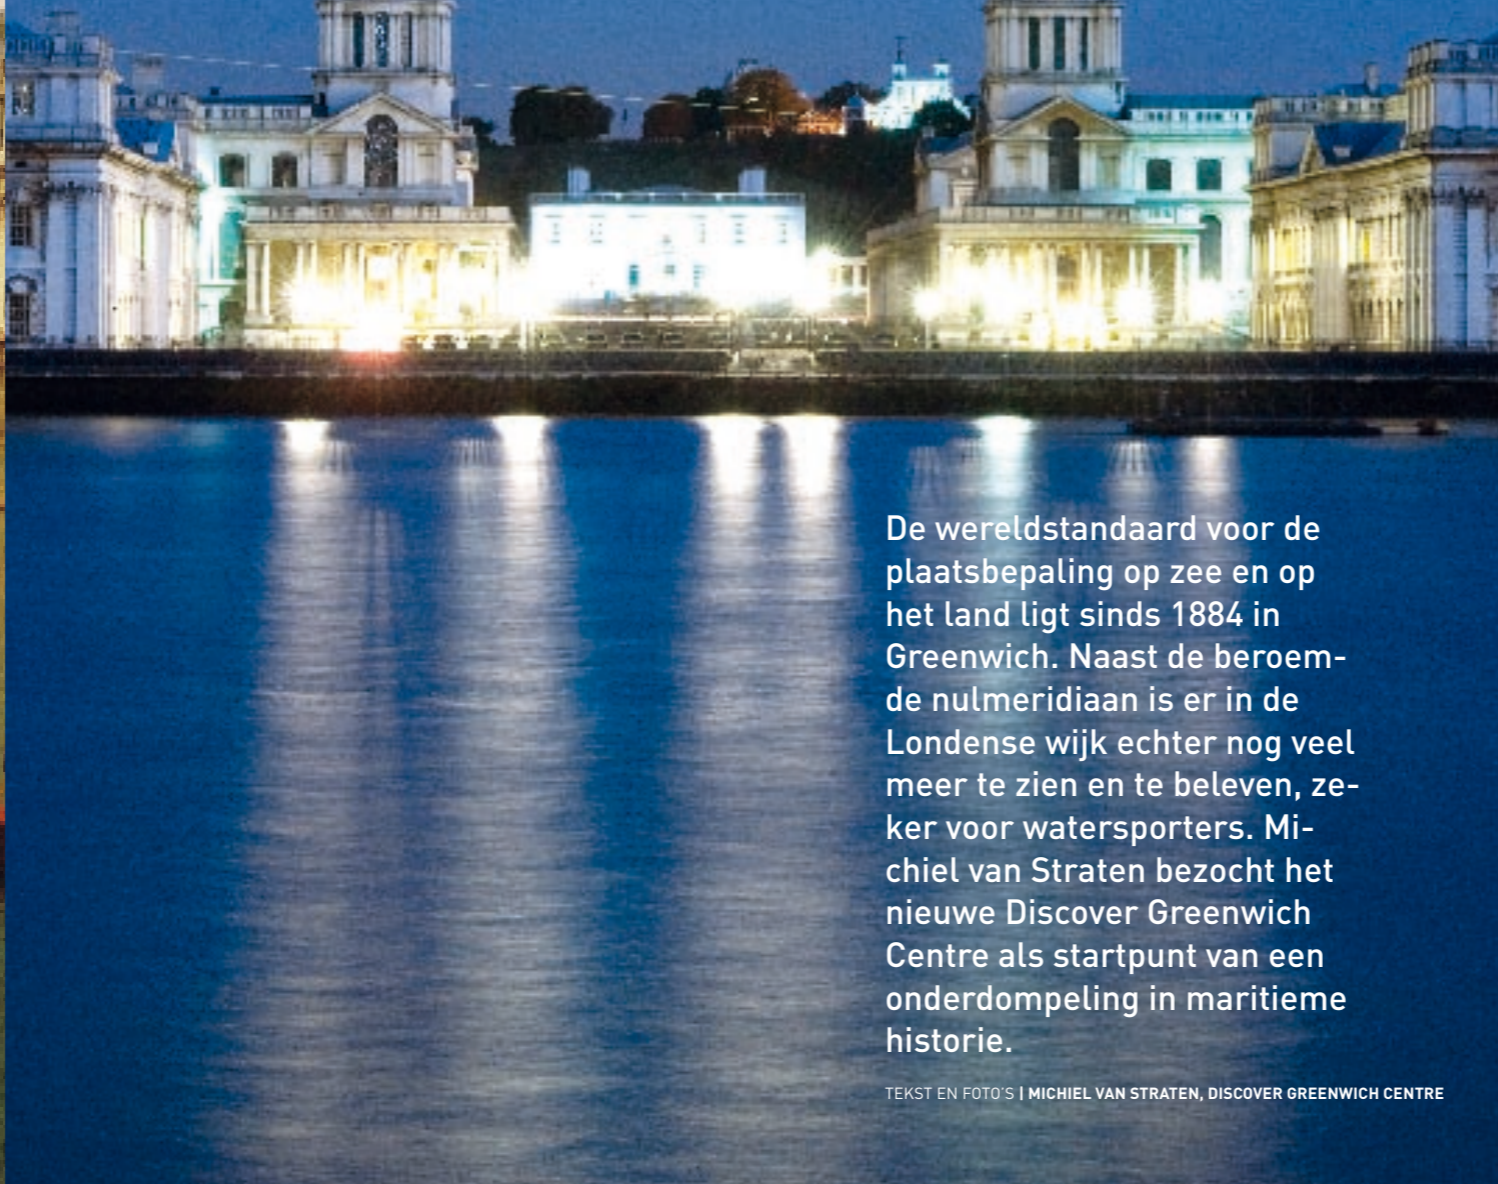 De wereldstandaard voor de
plaatsbepaling op zee en op
het land ligt sinds 1884 in
Greenwich. Naast de beroem-
de nulmeridiaan is er in de
Londense wijk echter nog veel
meer te zien en te beleven, ze-
ker voor watersporters. Mi-
chiel van Straten bezocht het
nieuwe Discover Greenwich
Centre als startpunt van een
onderdompeling in maritieme
historie.
TEKST EN FOTO'S | MICHIEL VAN STRATEN, DISCOVER GREENWICH CENTRE